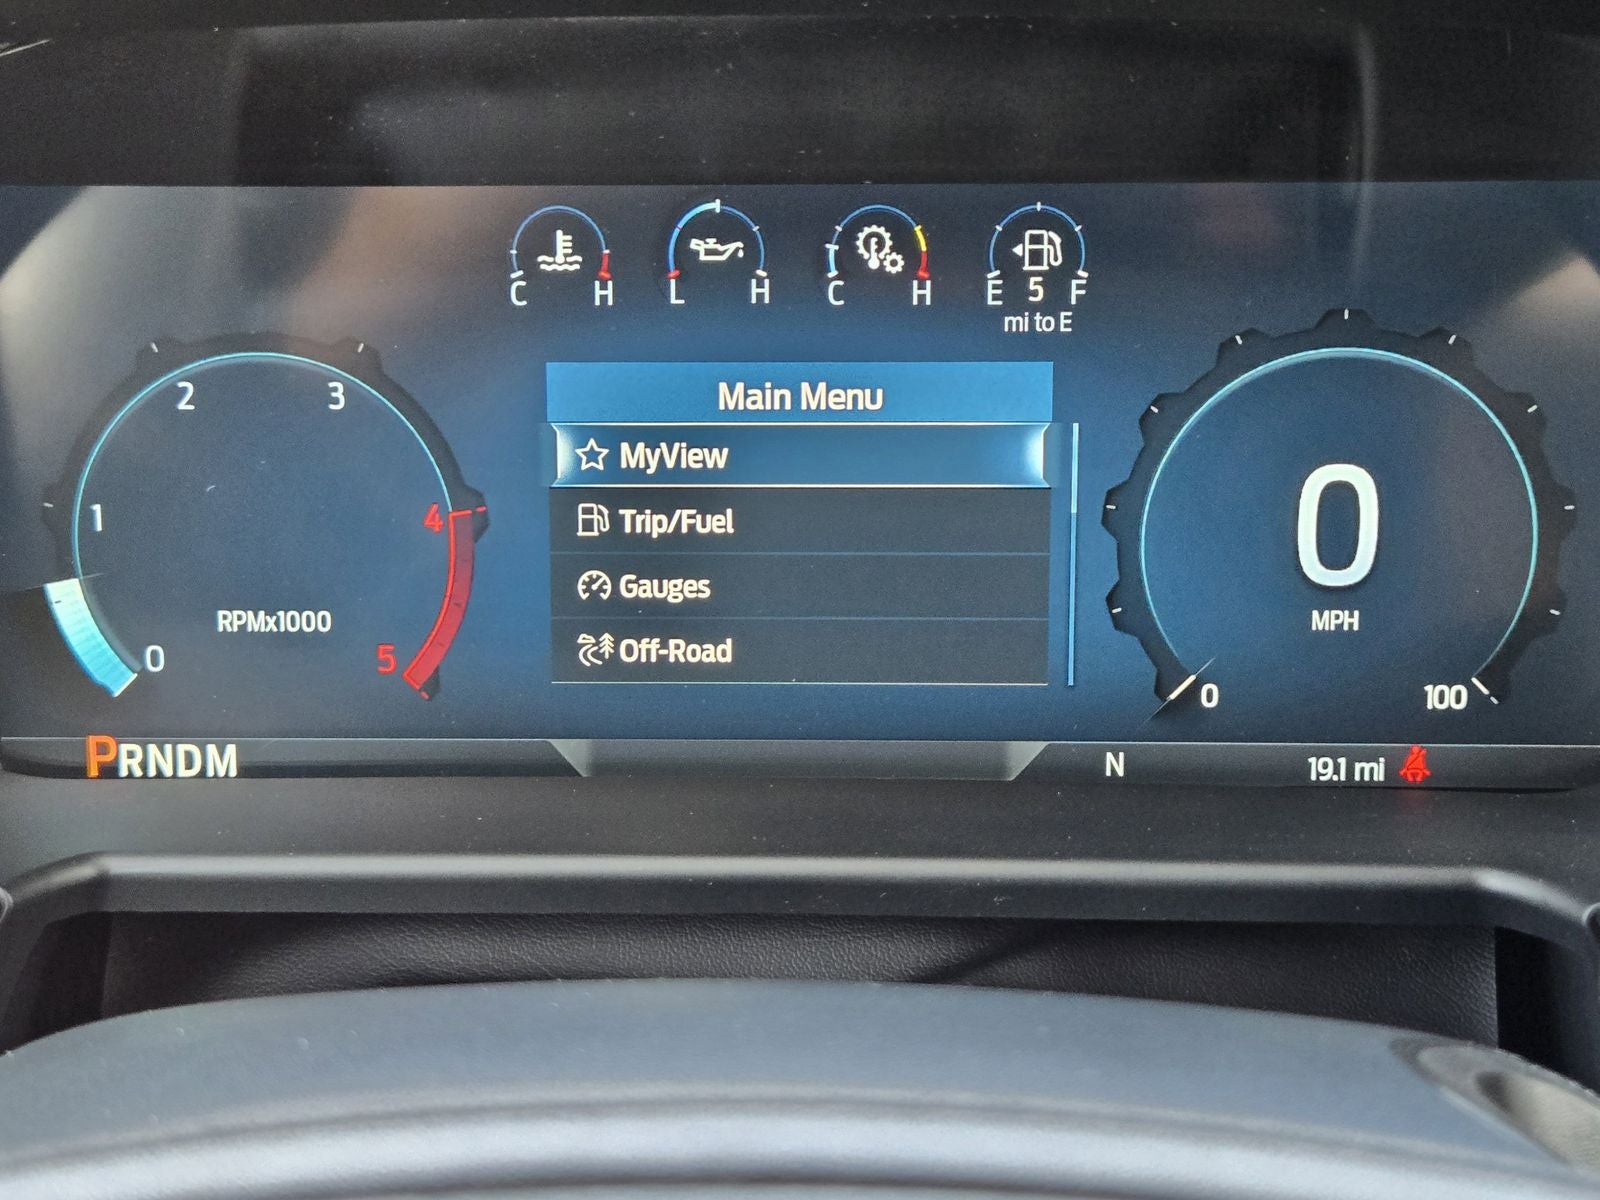 C H
L H
C H
E 5 F
mi to E
2 3
1 4
RPMx1000
5 0
Main Menu
MyView
Trip/Fuel
Gauges
Off-Road
0
MPH
0 100
PRNDM
N
19.1 mi